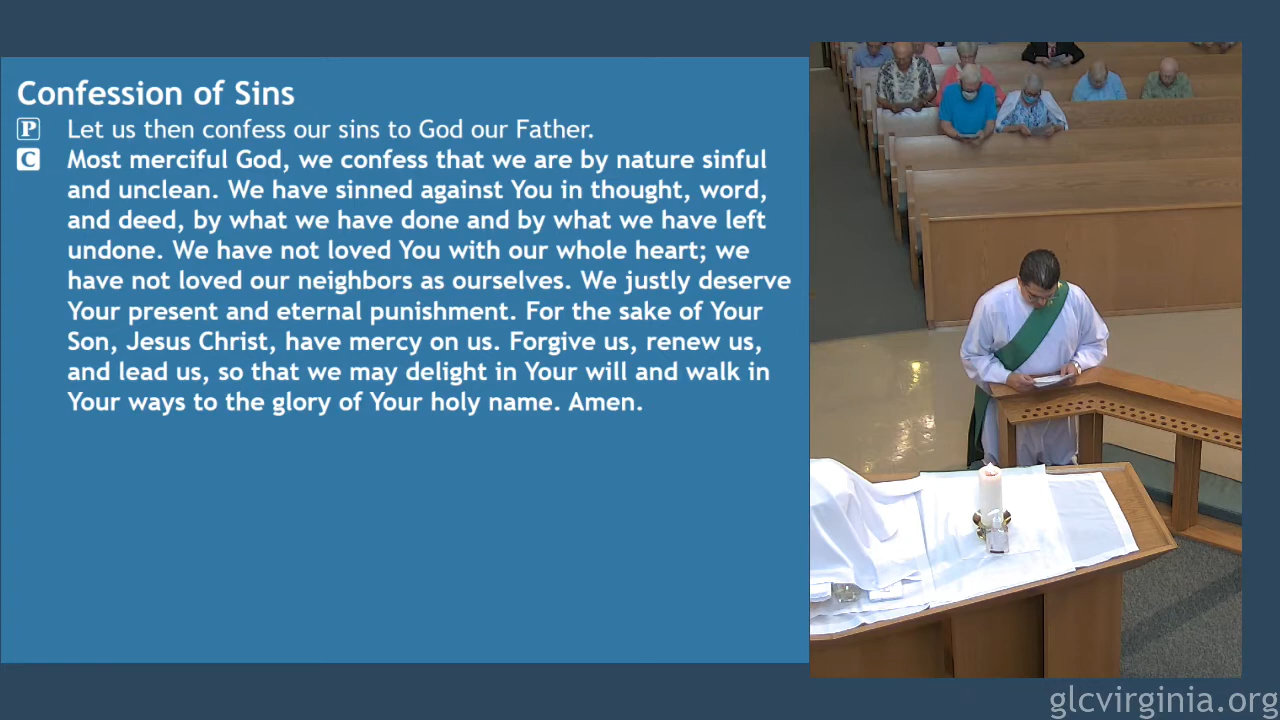 Confession of Sins
P Let us then confess our sins to God our Father.
C Most merciful God, we confess that we are by nature sinful
and unclean. We have sinned against You in thought, word,
and deed, by what we have done and by what we have left
undone. We have not loved You with our whole heart; we
have not loved our neighbors as ourselves. We justly deserve
Your present and eternal punishment. For the sake of Your
Son, Jesus Christ, have mercy on us. Forgive us, renew us,
and lead us, so that we may delight in Your will and walk in
Your ways to the glory of Your holy name. Amen.
glcvirginia.org